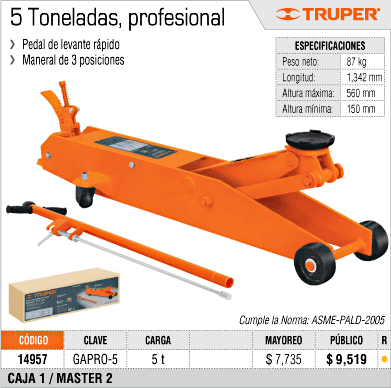 5 Toneladas, profesional
TRUPER
Pedal de levante rápido
Maneral de 3 posiciones
ESPECIFICACIONES
Peso neto: 87 kg
Longitud: 1,342 mm
Altura máxima: 560 mm
Altura mínima: 150 mm
TRUPER
Cumple la Norma: ASME-PALD-2005
CÓDIGO CLAVE CARGA MAYOREO PÚBLICO R
14957 GAPRO-5 5 t $ 7,735 $ 9,519
CAJA 1 / MASTER 2